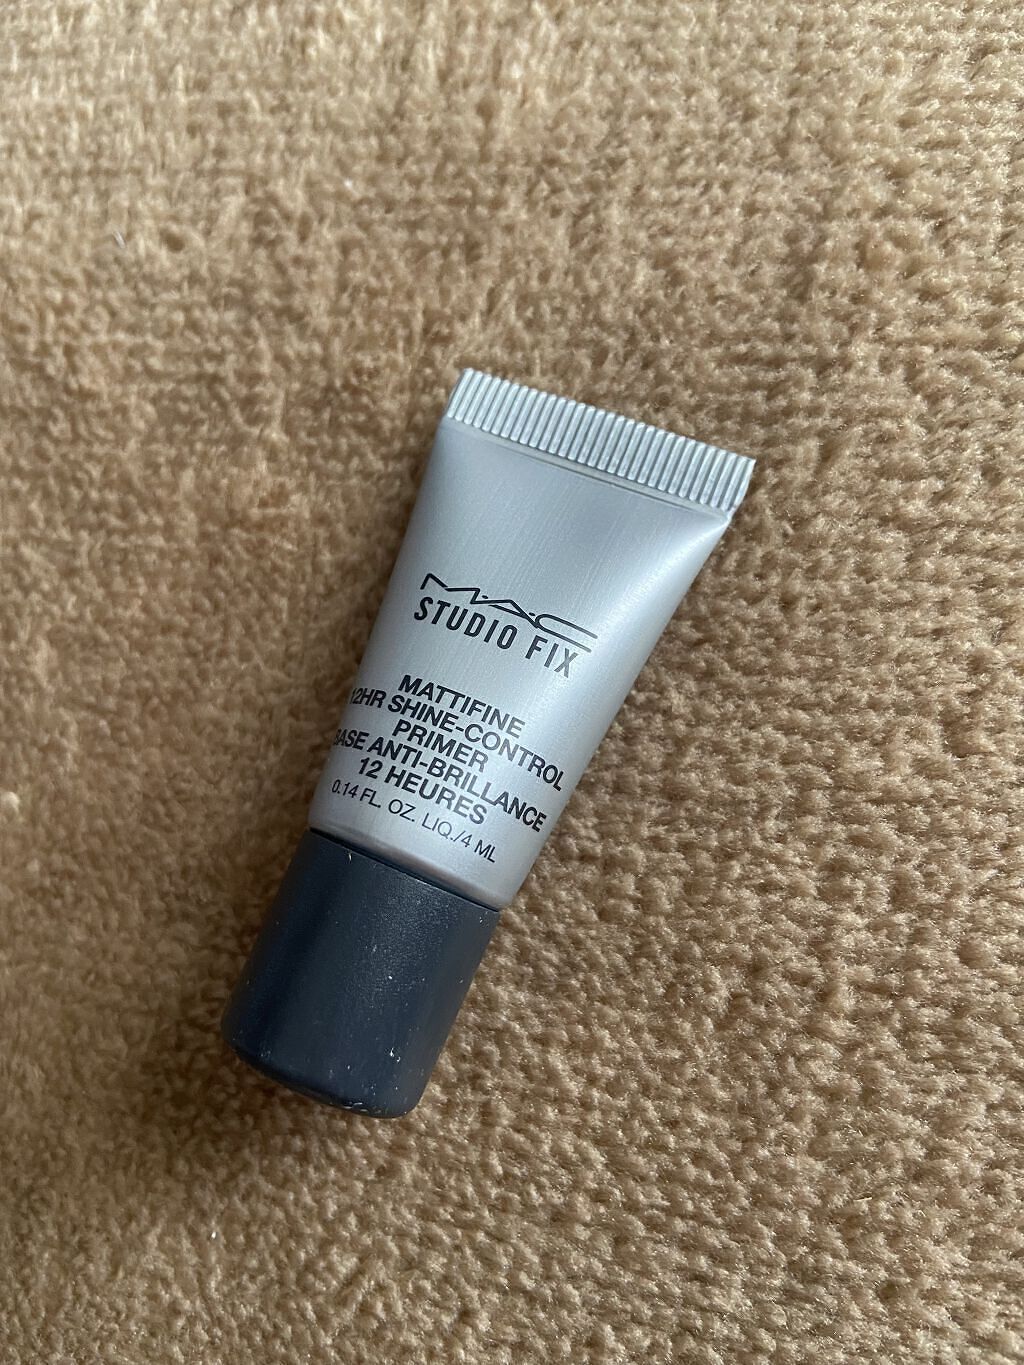 MAC
STUDIO FIX
MATTIFINE
12HR SHINE-CONTROL
PRIMER
BASE ANTI-BRILLANCE
12 HEURES
0.14 FL. OZ. LIQ./4 ML